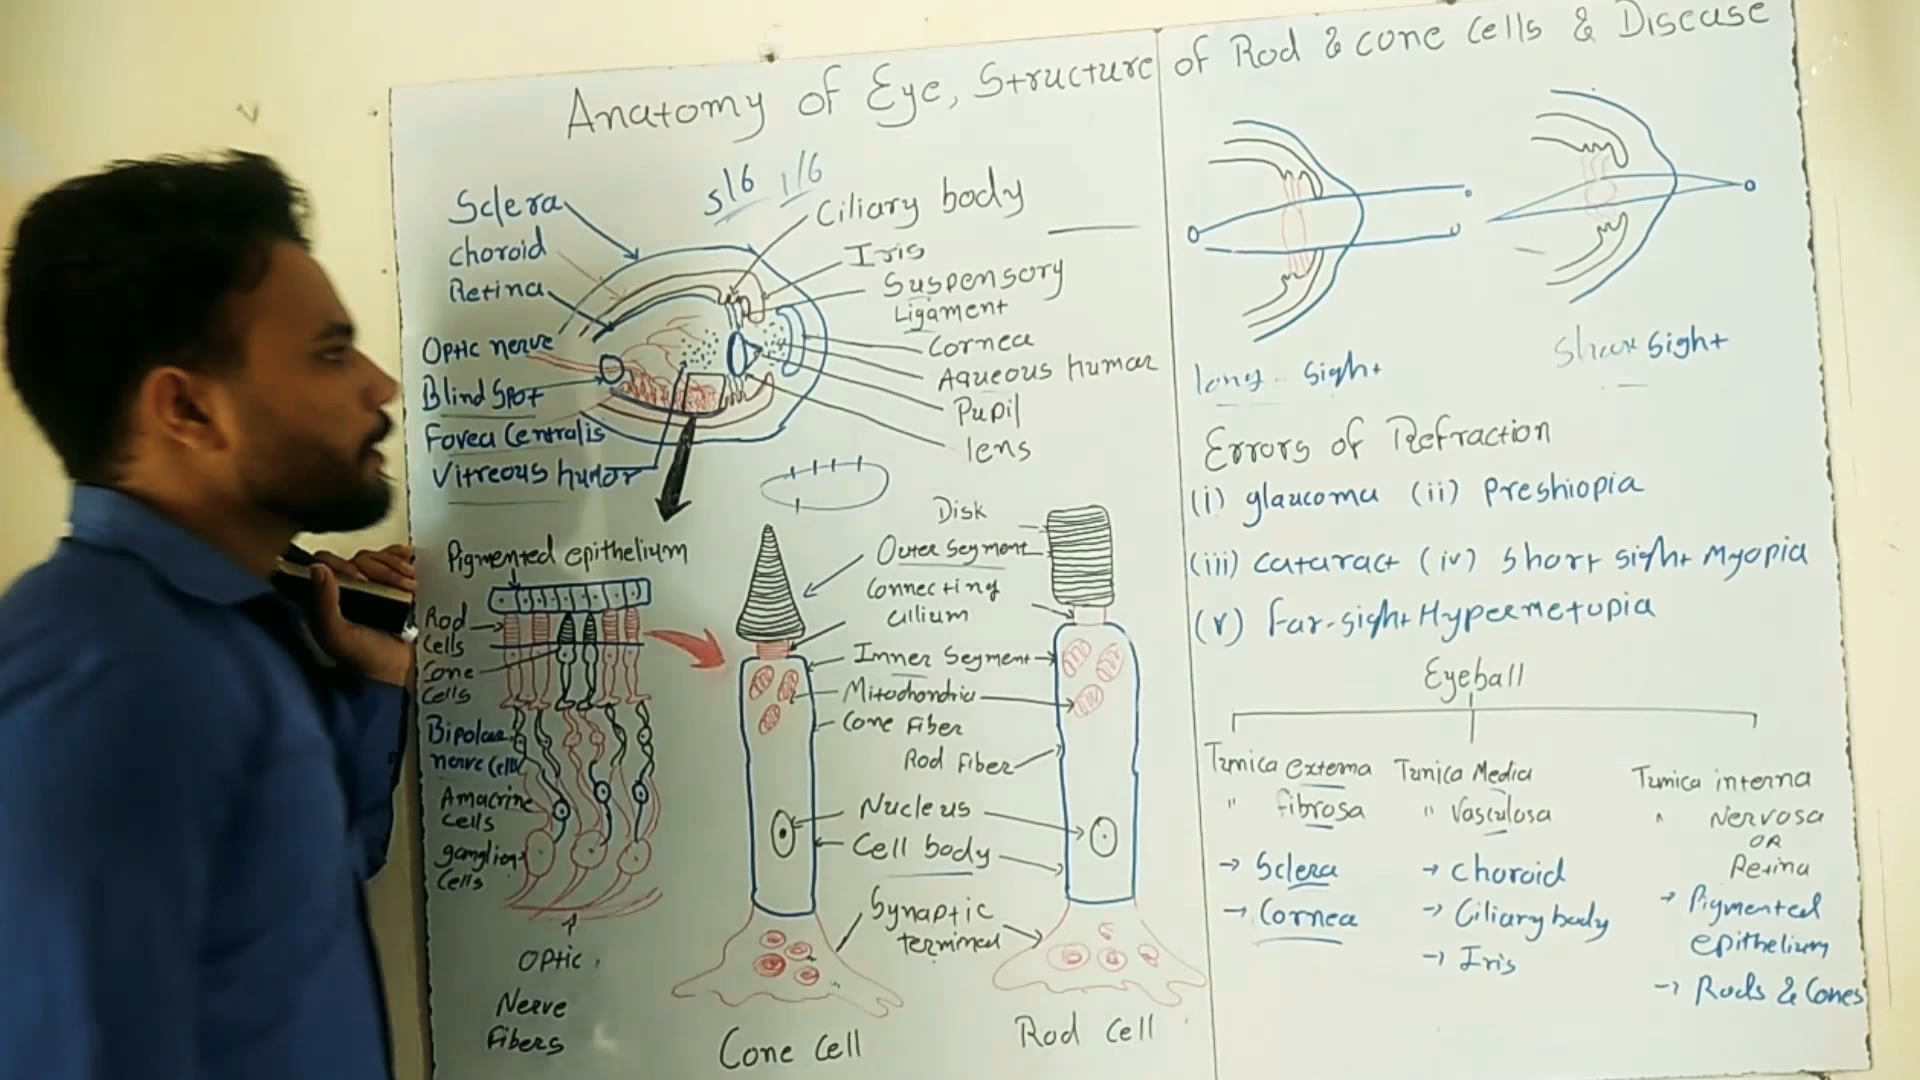 Anatomy of Eye, Structure of Rod & cone cells & Disease
5/6 1/6
Sclera
choroid
Retina
Optic nerve
Blind Spot
Fovea Centralis
Vitreous humor
Ciliary body
Iris
Suspensory
Ligament
Cornea
Aqueous humar
Pupil
lens
Pigmented epithelium
Rod
Cells
Cone
Cells
Bipolar
nerve Cells
Amacrine
Cells
ganglion
Cells
Optic
Nerve
Fibers
Disk
Outer Segment
Connecting
cilium
Inner Segment
Mitochondria
Cone Fiber
Rod Fiber
Nucleus
Cell body
Synaptic
terminal
Cone Cell
Rod Cell
long - sight
sight
Errors of Refraction
(i) glaucoma (ii) Presbiopia
(iii) Cataract (iv) Short sight Myopia
(v) Far-sight Hypermetopia
Eyeball
Tunica externa
" fibrosa
→ Sclera
→ Cornea
Tunica Media
" Vasculosa
→ Choroid
→ Ciliary body
→ Iris
Tunica interna
" Nervosa
OR
Retina
→ Pigmented
epithelium
→ Rods & Cones